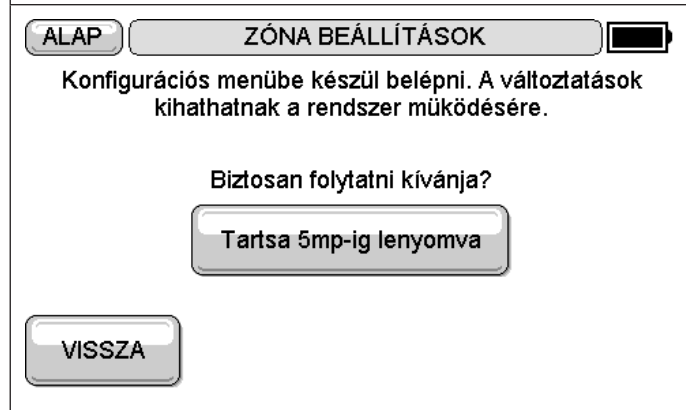 ALAP
ZÓNA BEÁLLÍTÁSOK
Konfigurációs menübe készül belépni. A változtatások
kihathatnak a rendszer müködésére.
Biztosan folytatni kívánja?
Tartsa 5mp-ig lenyomva
VISSZA